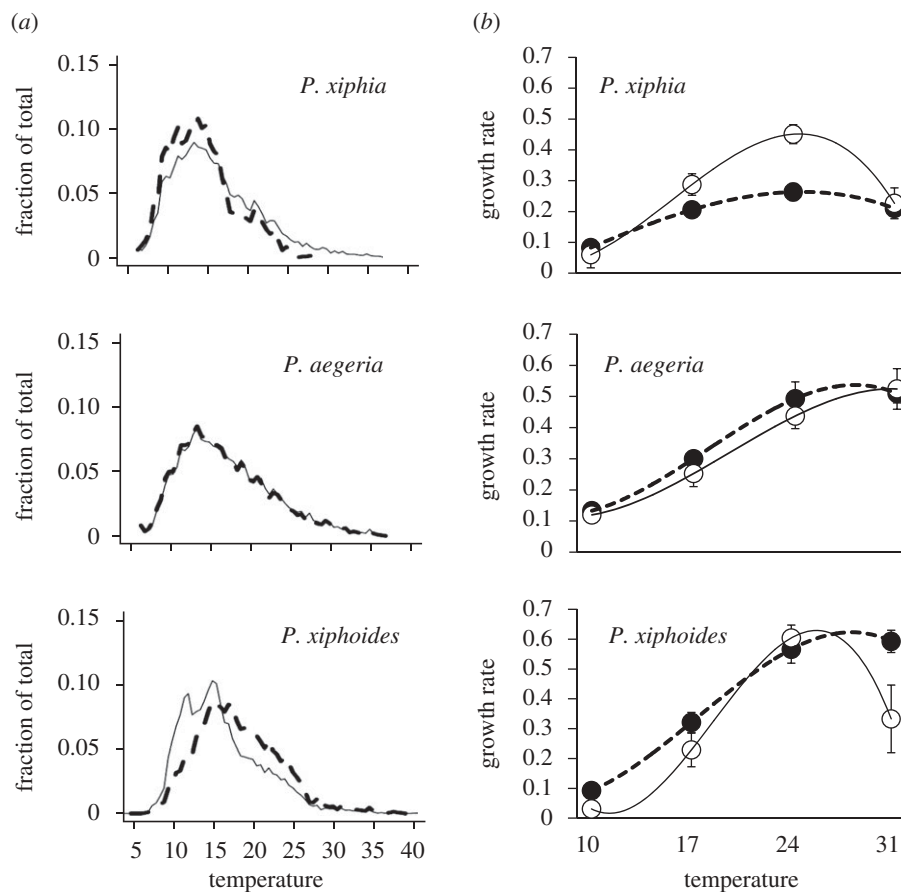 (a)
0.15
P. xiphia
0.10
fraction of total
0.05
0
0.15
P. aegeria
0.10
fraction of total
0.05
0
0.15
P. xiphoides
0.10
fraction of total
0.05
0
5 10 15 20 25 30 35 40
temperature
(b)
0.7
P. xiphia
0.6
0.5
growth rate
0.4
0.3
0.2
0.1
0
0.7
P. aegeria
0.6
0.5
growth rate
0.4
0.3
0.2
0.1
0
0.7
P. xiphoides
0.6
0.5
growth rate
0.4
0.3
0.2
0.1
0
10 17 24 31
temperature